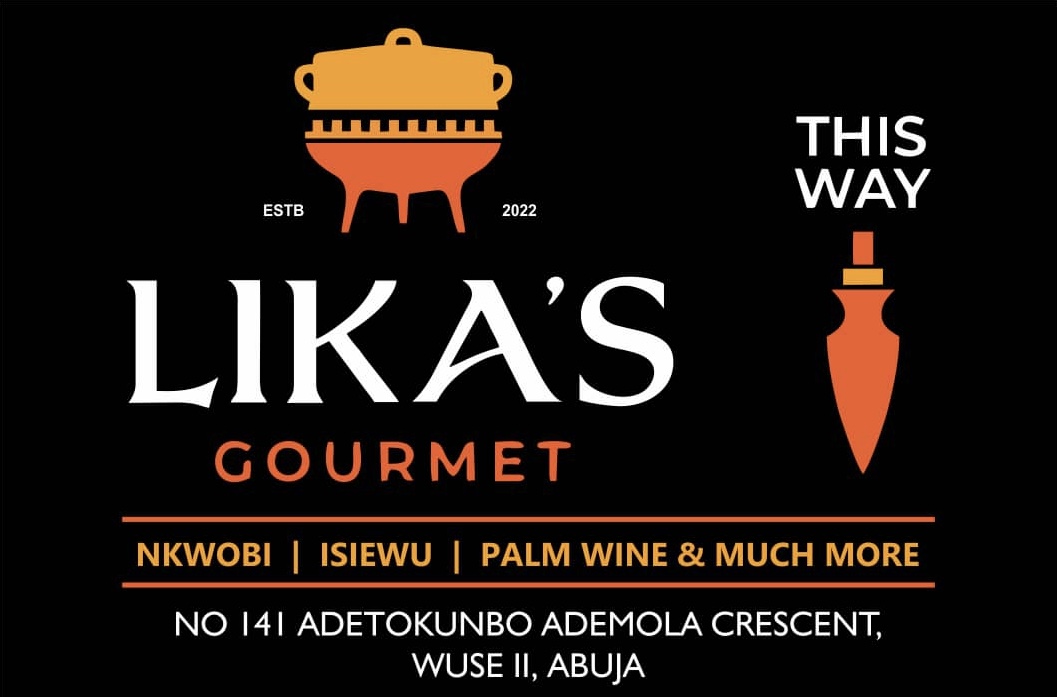 ESTB 2022
LIKA'S
GOURMET
THIS
WAY
NKWOBI | ISIEWU | PALM WINE & MUCH MORE
NO 141 ADETOKUNBO ADEMOLA CRESCENT,
WUSE II, ABUJA